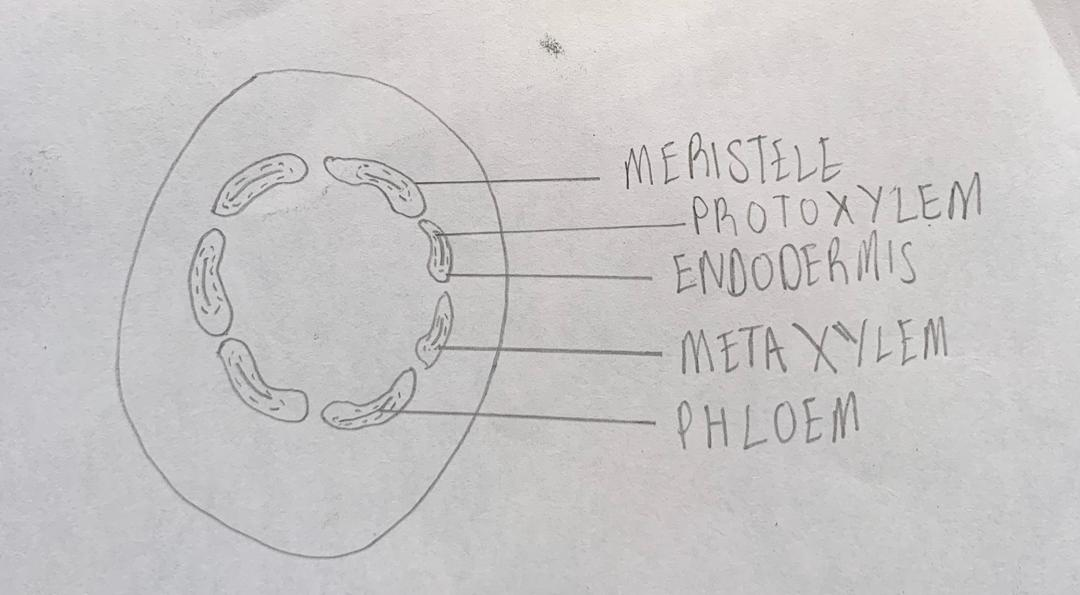 MERISTELE
PROTOXYLEM
ENDODERMIS
METAXYLEM
PHLOEM